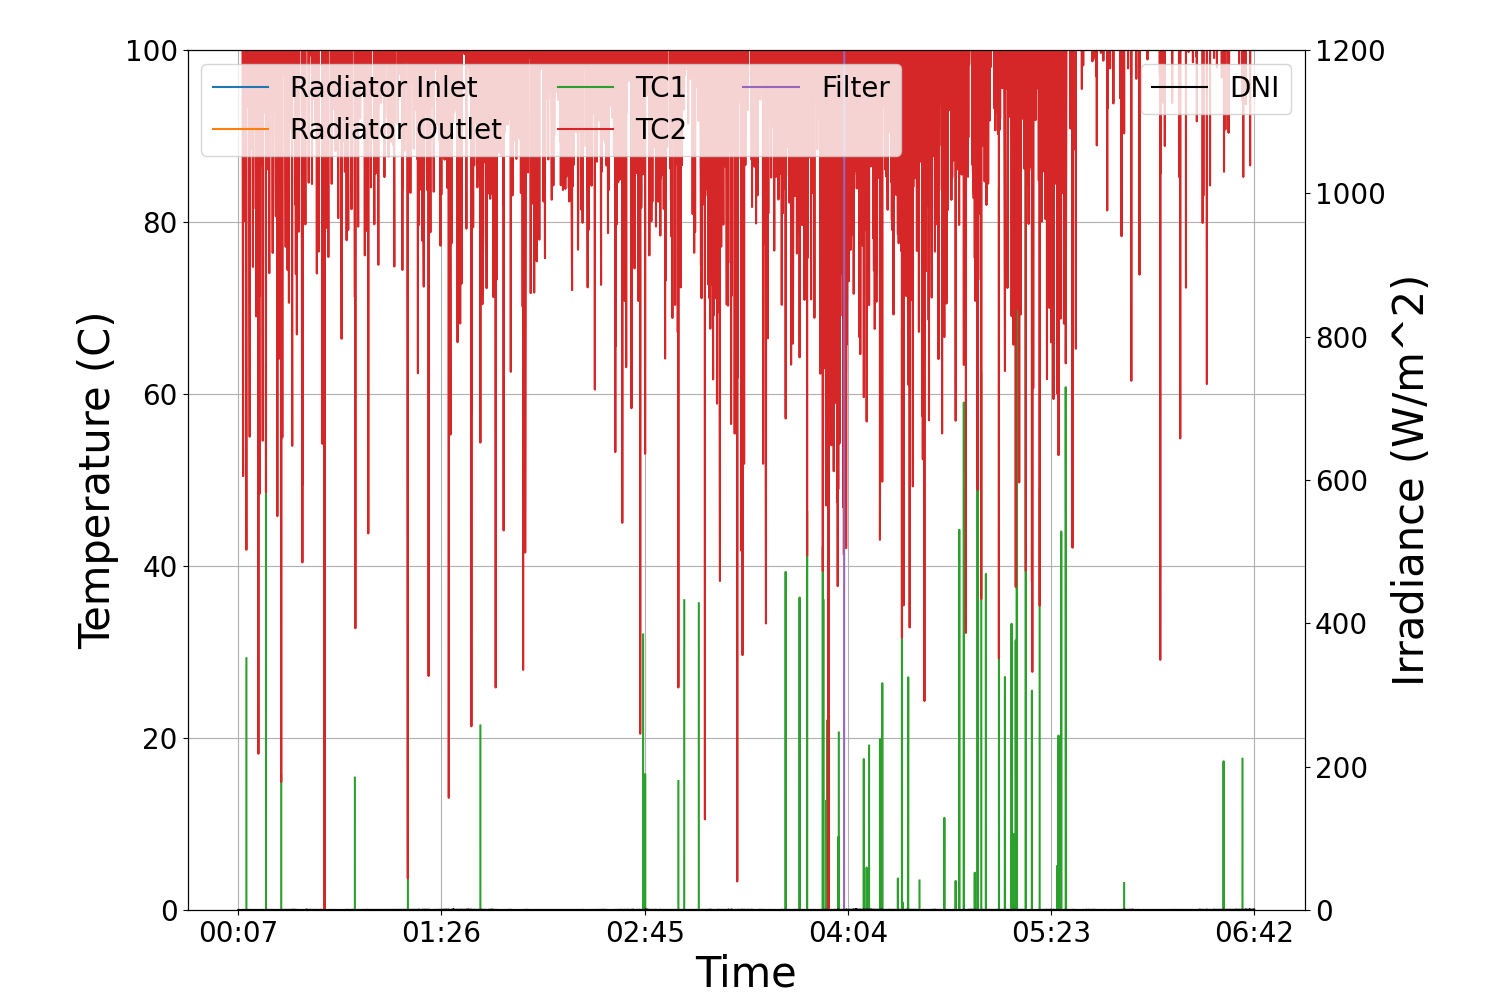 100
80
60
40
20
0
Temperature (C)
Radiator Inlet
Radiator Outlet
TC1
TC2
Filter
DNI
1200
1000
800
600
400
200
0
Irradiance (W/m^2)
00:07 01:26 02:45 04:04 05:23 06:42
Time